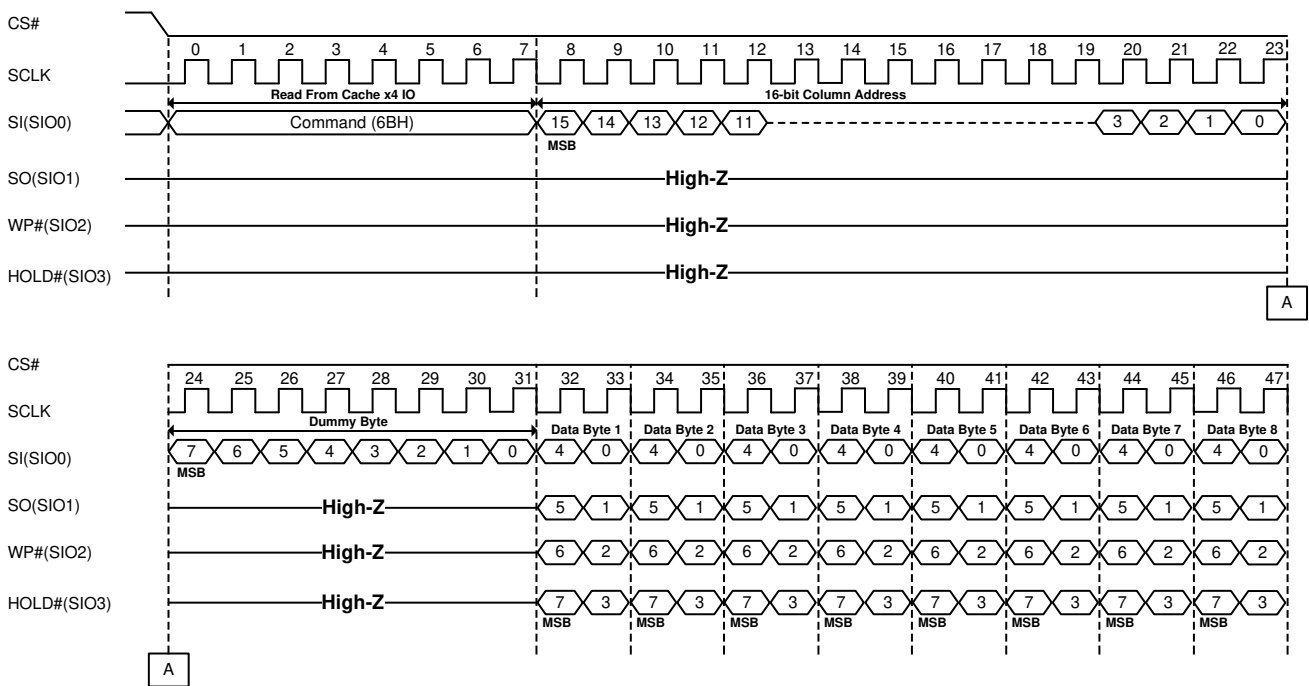 CS#
0 1 2 3 4 5 6 7 8 9 10 11 12 13 14 15 16 17 18 19 20 21 22 23
SCLK
Read From Cache x4 IO 16-bit Column Address
SI(SIO0) Command (6BH) 15 14 13 12 11 3 2 1 0
MSB
SO(SIO1) High-Z
WP#(SIO2) High-Z
HOLD#(SIO3) High-Z
A
CS#
24 25 26 27 28 29 30 31 32 33 34 35 36 37 38 39 40 41 42 43 44 45 46 47
SCLK
Dummy Byte Data Byte 1 Data Byte 2 Data Byte 3 Data Byte 4 Data Byte 5 Data Byte 6 Data Byte 7 Data Byte 8
SI(SIO0) 7 6 5 4 3 2 1 0 4 0 4 0 4 0 4 0 4 0 4 0 4 0 4 0
MSB
SO(SIO1) High-Z 5 1 5 1 5 1 5 1 5 1 5 1 5 1 5 1
WP#(SIO2) High-Z 6 2 6 2 6 2 6 2 6 2 6 2 6 2 6 2
HOLD#(SIO3) High-Z 7 3 7 3 7 3 7 3 7 3 7 3 7 3 7 3
MSB MSB MSB MSB MSB MSB MSB MSB
A